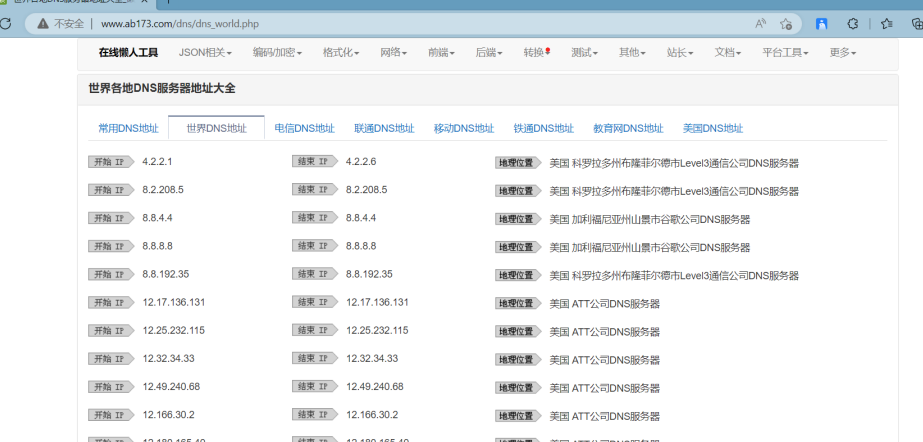 不安全 www.ab173.com/dns/dns_world.php
在线懒人工具 JSON相关 编码/加密 格式化 网络 前端 后端 转换 测试 其他 站长 文档 平台工具 更多
世界各地DNS服务器地址大全
常用DNS地址 世界DNS地址 电信DNS地址 联通DNS地址 移动DNS地址 铁通DNS地址 教育网DNS地址 美国DNS地址
开始 IP 4.2.2.1 结束 IP 4.2.2.6 地理位置 美国 科罗拉多州布隆菲尔德市Level3通信公司DNS服务器
开始 IP 8.2.208.5 结束 IP 8.2.208.5 地理位置 美国 科罗拉多州布隆菲尔德市Level3通信公司DNS服务器
开始 IP 8.8.4.4 结束 IP 8.8.4.4 地理位置 美国 加利福尼亚州山景市谷歌公司DNS服务器
开始 IP 8.8.8.8 结束 IP 8.8.8.8 地理位置 美国 加利福尼亚州山景市谷歌公司DNS服务器
开始 IP 8.8.192.35 结束 IP 8.8.192.35 地理位置 美国 科罗拉多州布隆菲尔德市Level3通信公司DNS服务器
开始 IP 12.17.136.131 结束 IP 12.17.136.131 地理位置 美国 ATT公司DNS服务器
开始 IP 12.25.232.115 结束 IP 12.25.232.115 地理位置 美国 ATT公司DNS服务器
开始 IP 12.32.34.33 结束 IP 12.32.34.33 地理位置 美国 ATT公司DNS服务器
开始 IP 12.49.240.68 结束 IP 12.49.240.68 地理位置 美国 ATT公司DNS服务器
开始 IP 12.166.30.2 结束 IP 12.166.30.2 地理位置 美国 ATT公司DNS服务器